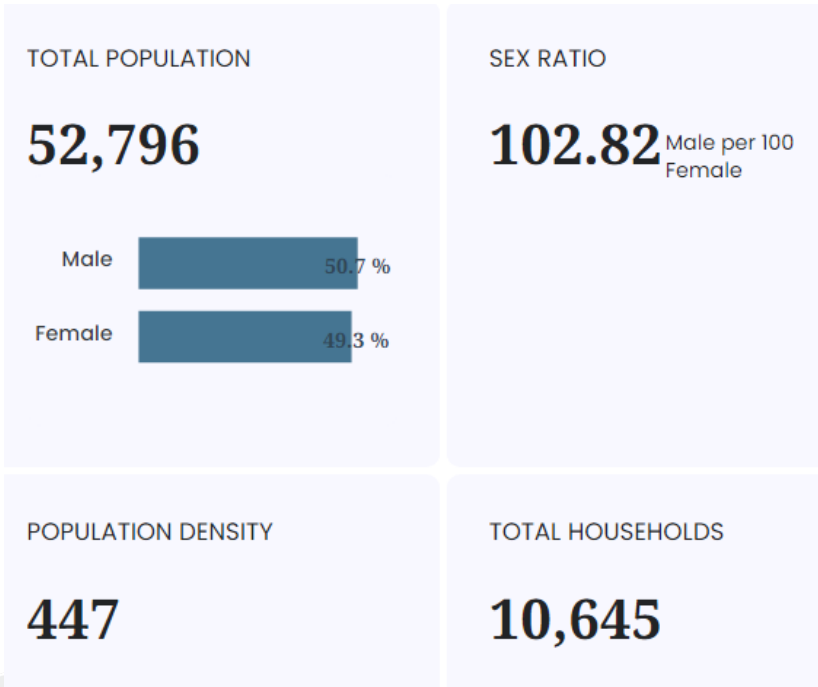 TOTAL POPULATION
52,796
Male 50.7 %
Female 49.3 %
SEX RATIO
102.82 Male per 100
Female
POPULATION DENSITY
447
TOTAL HOUSEHOLDS
10,645